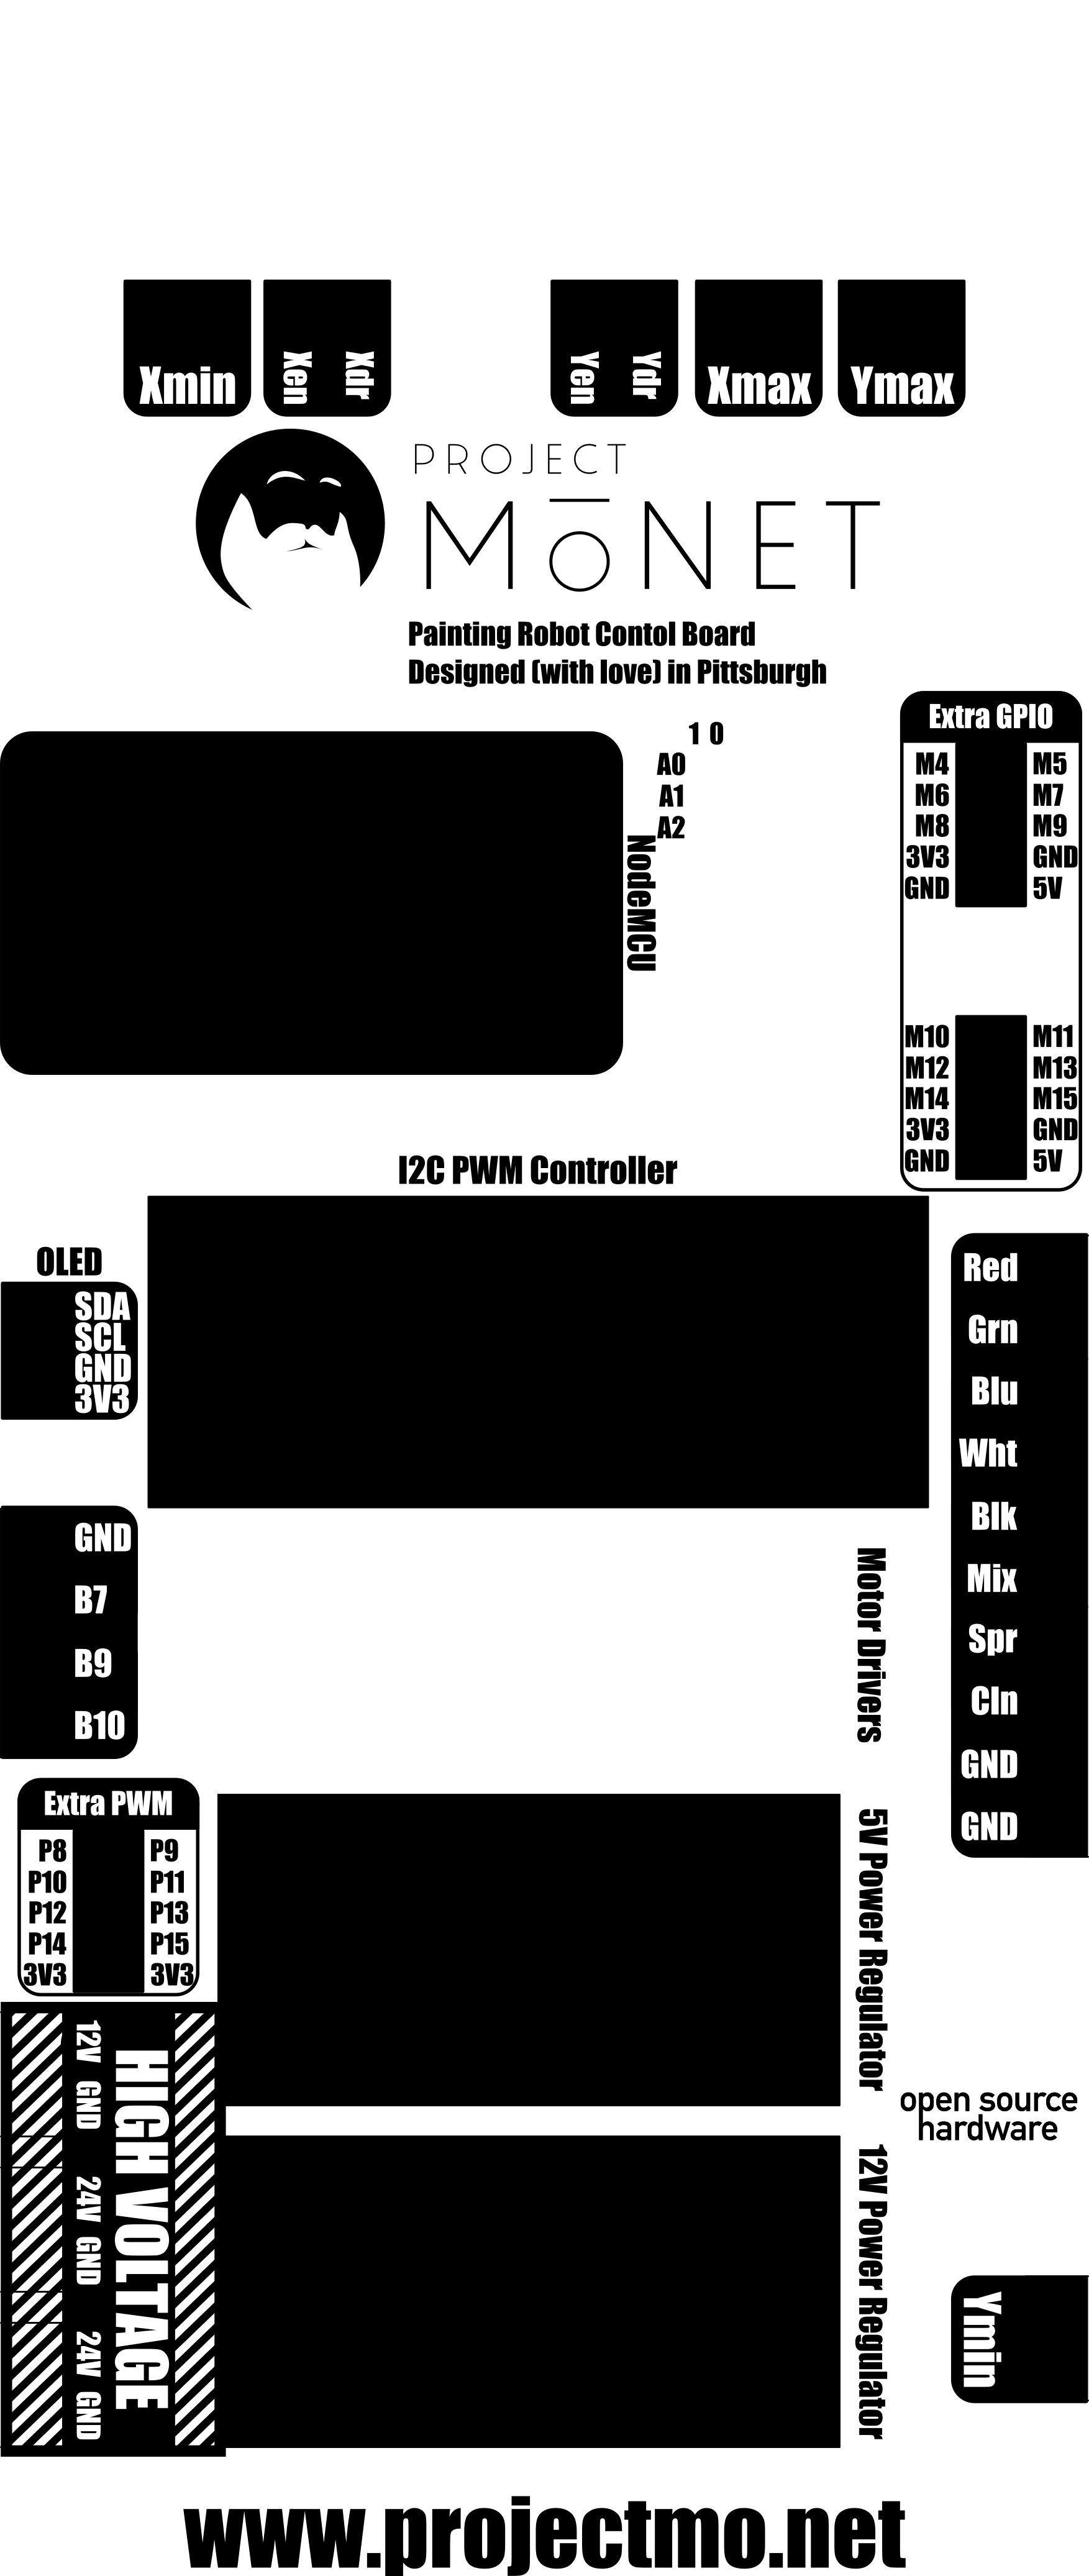 Xmin
Xen
Xdr
Yen
Ydr
Xmax
Ymax
PROJECT
MōNET
Painting Robot Contol Board
Designed (with love) in Pittsburgh
1 0
A0
A1
A2
NodeMCU
Extra GPIO
M4 M5
M6 M7
M8 M9
3V3 GND
GND 5V
M10 M11
M12 M13
M14 M15
3V3 GND
GND 5V
I2C PWM Controller
OLED
SDA
SCL
GND
3V3
Red
Grn
Blu
Wht
Blk
Mix
Spr
Cln
GND
GND
GND
B7
B9
B10
Motor Drivers
Extra PWM
P8 P9
P10 P11
P12 P13
P14 P15
3V3 3V3
5V Power Regulator
12V GND 24V GND 24V GND
HIGH VOLTAGE
open source
hardware
12V Power Regulator
Ymin
www.projectmo.net